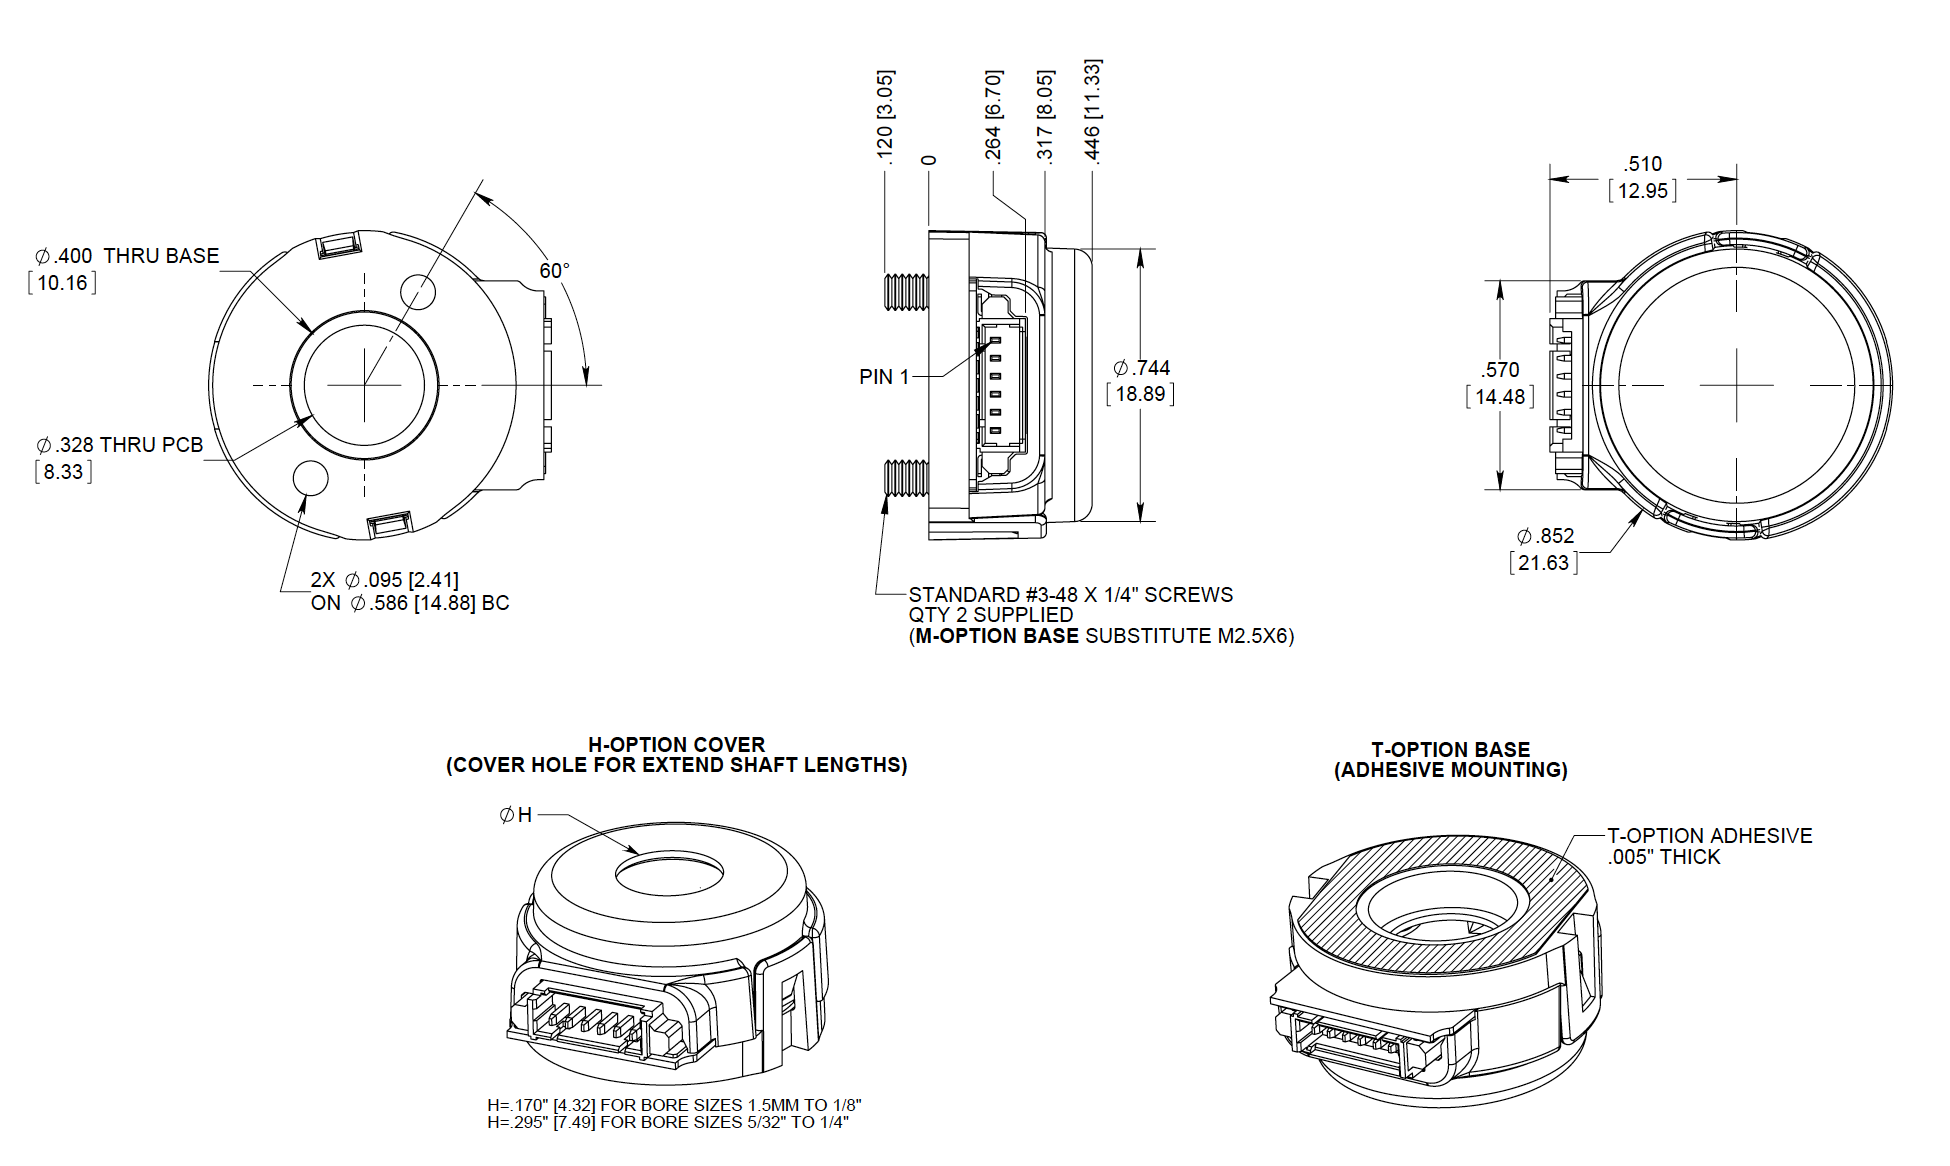 ⌀.400 THRU BASE
[10.16]
60°
⌀.328 THRU PCB
[8.33]
2X ⌀.095 [2.41]
ON ⌀.586 [14.88] BC
.120 [3.05]
0
.264 [6.70]
.317 [8.05]
.446 [11.33]
PIN 1
⌀.744
[18.89]
STANDARD #3-48 X 1/4" SCREWS
QTY 2 SUPPLIED
(M-OPTION BASE SUBSTITUTE M2.5X6)
.510
[12.95]
.570
[14.48]
⌀.852
[21.63]
H-OPTION COVER
(COVER HOLE FOR EXTEND SHAFT LENGTHS)
⌀H
H=.170" [4.32] FOR BORE SIZES 1.5MM TO 1/8"
H=.295" [7.49] FOR BORE SIZES 5/32" TO 1/4"
T-OPTION BASE
(ADHESIVE MOUNTING)
T-OPTION ADHESIVE
.005" THICK